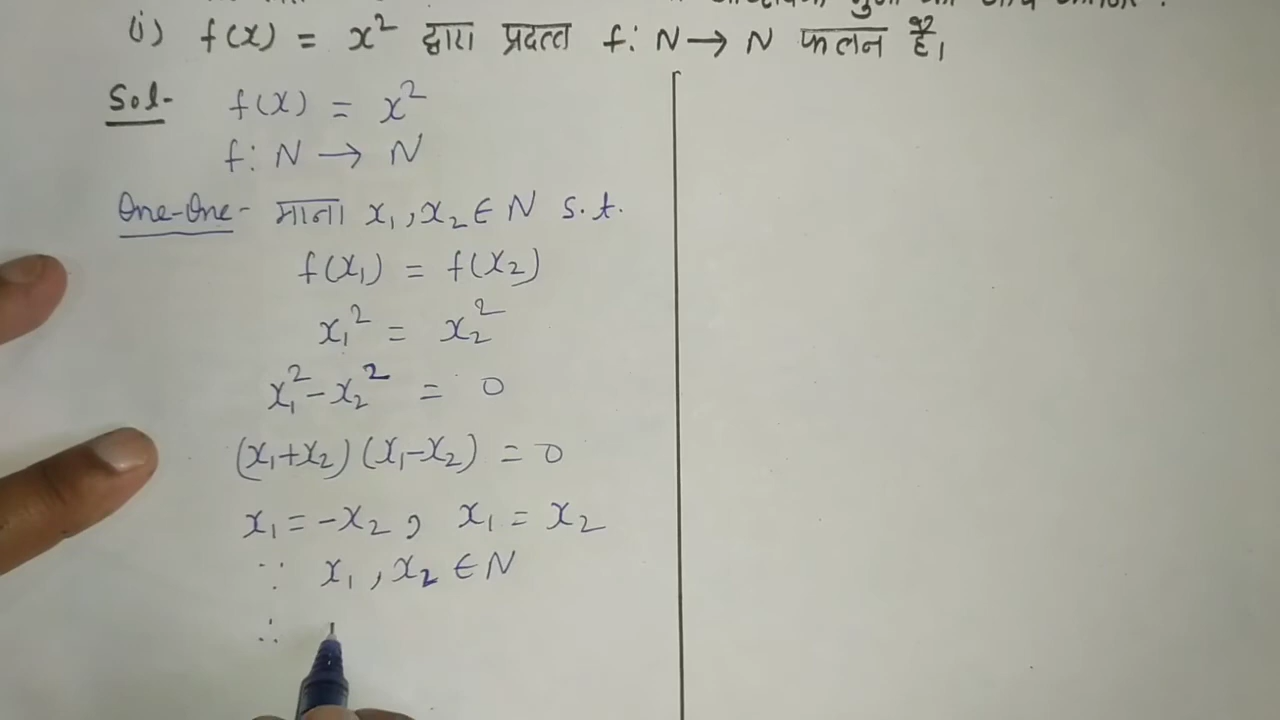 (i) f(x) = x² द्वारा प्रदत्त f: N → N फलन है।
Sol- f(x) = x²
f: N → N
One-One- माना x₁, x₂ ∈ N s.t.
f(x₁) = f(x₂)
x₁² = x₂²
x₁² - x₂² = 0
(x₁+x₂) (x₁-x₂) = 0
x₁ = -x₂, x₁ = x₂
∵ x₁, x₂ ∈ N
∴